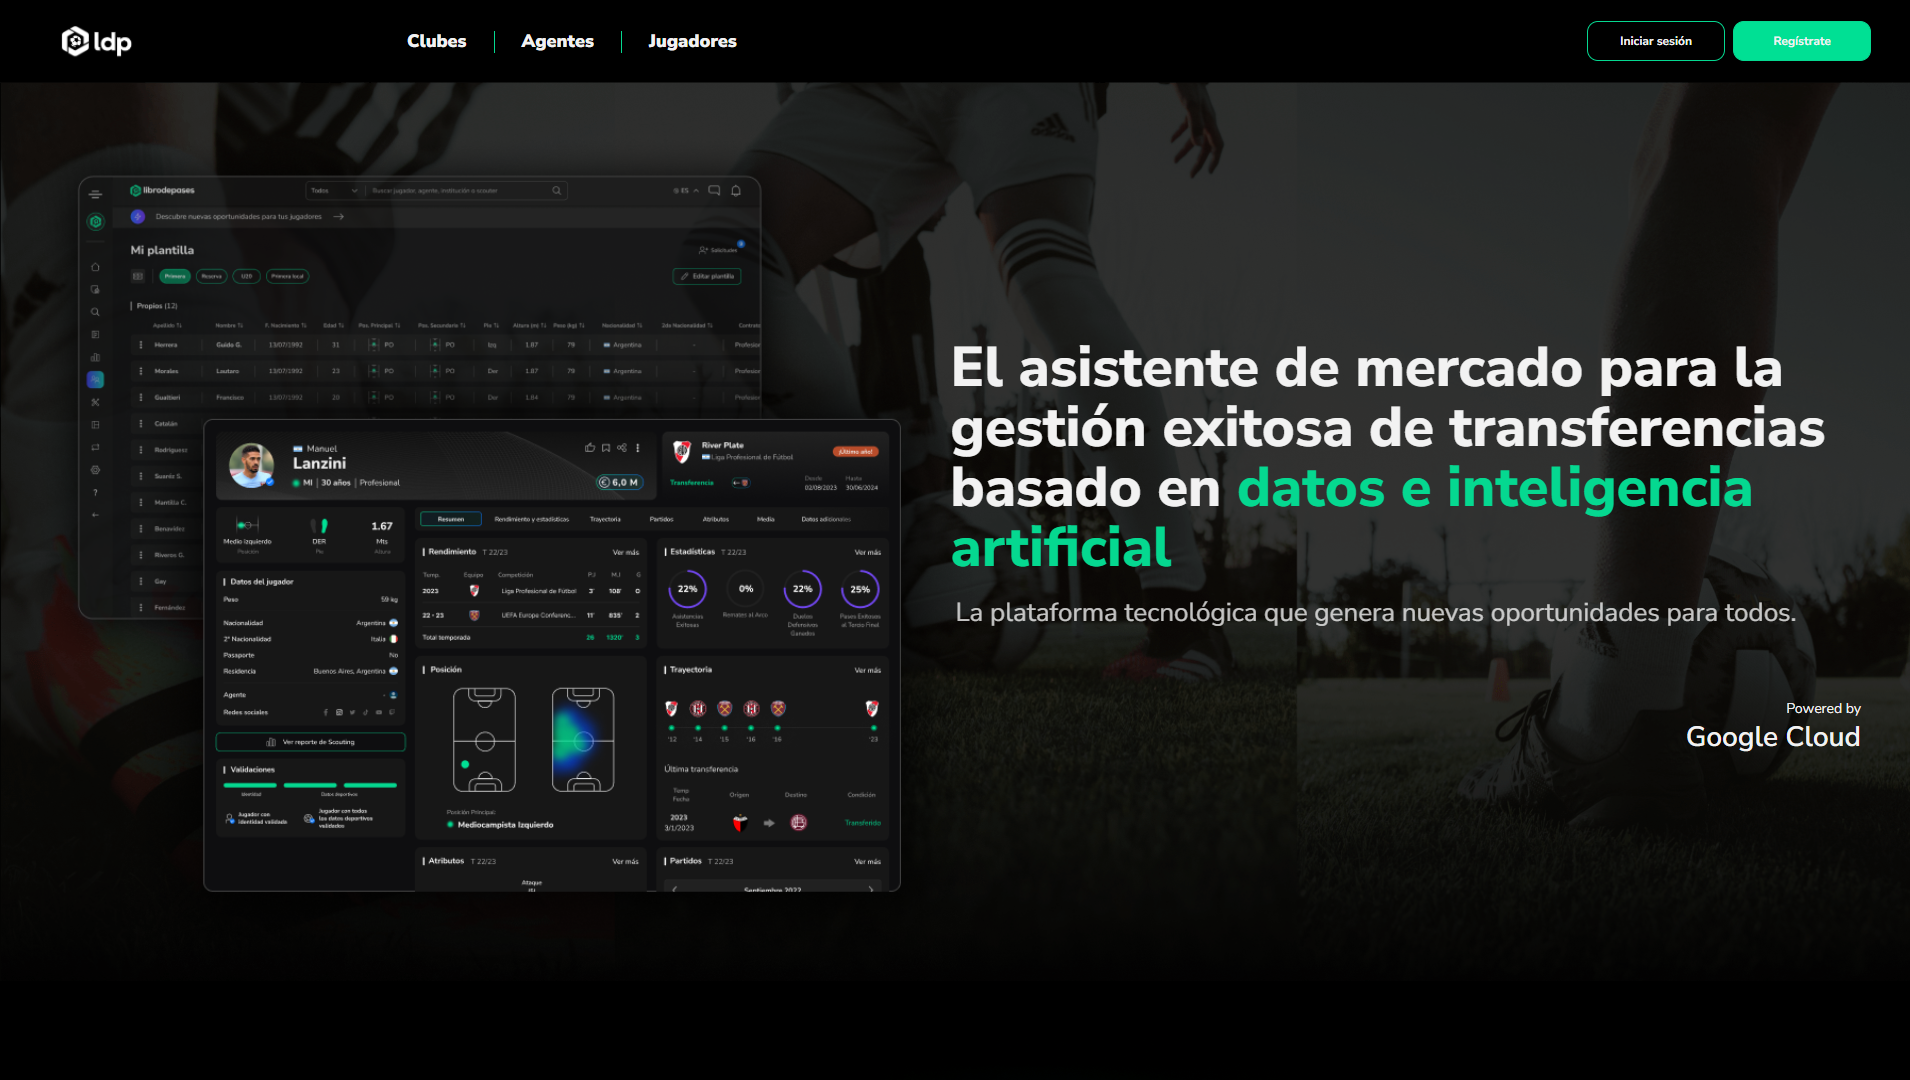 ldp
Clubes
Agentes
Jugadores
Iniciar sesión
Regístrate
librodepases
Todos
Buscar jugador, agente, institución o scouter
ES
Descubre nuevas oportunidades para tus jugadores
Mi plantilla
Solicitudes
Primera
Reserva
U20
Primera local
Editar plantilla
Propios (12)
Apellido
Nombre
F. Nacimiento
Edad
Pos. Principal
Pos. Secundaria
Pie
Altura (m)
Peso (kg)
Nacionalidad
2da Nacionalidad
Contrato
Herrera Guido G. 13/07/1992 31 PO PO Izq 1.87 79 Argentina - Profesion
Morales Lautaro 13/07/1992 23 PO PO Der 1.87 79 Argentina - Profesion
Gualtieri Francisco 13/07/1992 20 PO PO Der 1.84 79 Argentina - Profesion
Catalán
Rodríguez
Suarez S.
Mantilla C.
Benavídez
Riveros G.
Gay
Fernández
Manuel
Lanzini
MI | 30 años | Profesional
6,0 M
River Plate
Liga Profesional de Fútbol
¡Último año!
Transferencia
Desde
02/08/2023
Hasta
30/06/2024
Medio Izquierdo
Posición
DER
Pie
1.67
Mts
Altura
Resumen
Rendimiento y estadísticas
Trayectoria
Partidos
Atributos
Media
Datos adicionales
Datos del jugador
Peso 59 kg
Nacionalidad Argentina
2° Nacionalidad Italia
Pasaporte No
Residencia Buenos Aires, Argentina
Agente -
Redes sociales
Ver reporte de Scouting
Validaciones
Identidad
Datos deportivos
Jugador con
identidad validada
Jugador con todos
los datos deportivos
validados
Rendimiento T 22/23 Ver más
Temp. Equipo Competición PJ MJ G
2023 Liga Profesional de Fútbol 3' 108' 0
22 - 23 UEFA Europa Conferenc... 11' 835' 2
Total temporada 26 1320' 3
Estadísticas T 22/23 Ver más
22%
0%
22%
25%
Asistencias
Exitosas
Remates al Arco
Duelos
Defensivos
Ganados
Pases Exitosos
al Tercio Final
Posición
Posición Principal:
Mediocampista Izquierdo
Trayectoria Ver más
'12 '14 '15 '16 '16 '23
Última transferencia
Temp
Fecha
Origen
Destino
Condición
2023
3/1/2023
Transferido
Atributos T 22/23 Ver más
Ataque
Partidos T 22/23 Ver más
Septiembre 2022
El asistente de mercado para la
gestión exitosa de transferencias
basado en datos e inteligencia
artificial
La plataforma tecnológica que genera nuevas oportunidades para todos.
Powered by
Google Cloud